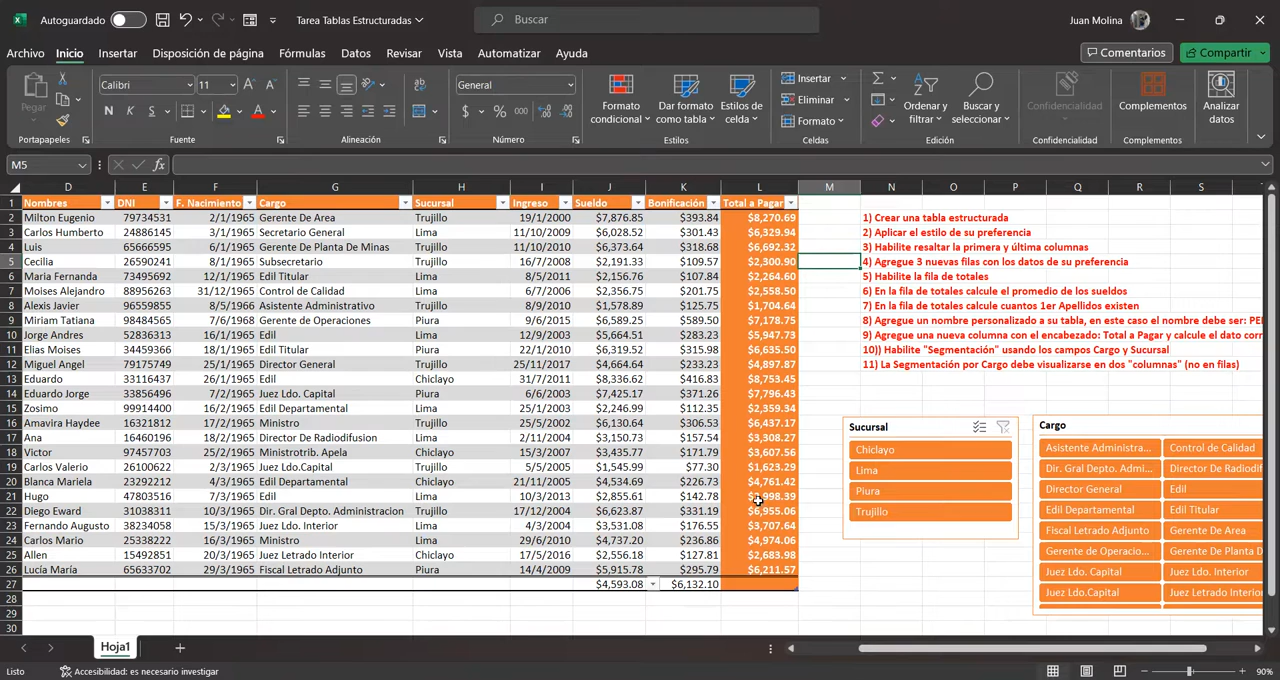 Autoguardado Tarea Tablas Estructuradas Buscar Juan Molina
Archivo Inicio Insertar Disposición de página Fórmulas Datos Revisar Vista Automatizar Ayuda Comentarios Compartir
Pegar Calibri 11 General Formato condicional Dar formato como tabla Estilos de celda Insertar Eliminar Formato Ordenar y filtrar Buscar y seleccionar Confidencialidad Complementos Analizar datos
Portapapeles Fuente Alineación Número Estilos Celdas Edición Confidencialidad Complementos
M5 fx
D E F G H I J K L M N O P Q R S
1 Nombres DNI F. Nacimiento Cargo Sucursal Ingreso Sueldo Bonificación Total a Pagar
2 Milton Eugenio 79734531 2/1/1965 Gerente De Area Trujillo 19/1/2000 $7,876.85 $393.84 $8,270.69 1) Crear una tabla estructurada
3 Carlos Humberto 24886145 3/1/1965 Secretario General Lima 11/10/2009 $6,028.52 $301.43 $6,329.94 2) Aplicar el estilo de su preferencia
4 Luis 65666595 6/1/1965 Gerente De Planta De Minas Trujillo 11/10/2010 $6,373.64 $318.68 $6,692.32 3) Habilite resaltar la primera y última columnas
5 Cecilia 26590241 8/1/1965 Subsecretario Trujillo 16/7/2008 $2,191.33 $109.57 $2,300.90 4) Agregue 3 nuevas filas con los datos de su preferencia
6 Maria Fernanda 73495692 12/1/1965 Edil Titular Lima 8/5/2011 $2,156.76 $107.84 $2,264.60 5) Habilite la fila de totales
7 Moises Alejandro 88956263 31/12/1965 Control de Calidad Lima 6/7/2006 $2,356.75 $201.75 $2,558.50 6) En la fila de totales calcule el promedio de los sueldos
8 Alexis Javier 96559855 8/5/1966 Asistente Administrativo Trujillo 8/9/2010 $1,578.89 $125.75 $1,704.64 7) En la fila de totales calcule cuantos 1er Apellidos existen
9 Miriam Tatiana 98484565 7/6/1968 Gerente de Operaciones Piura 9/6/2015 $6,589.25 $589.50 $7,178.75 8) Agregue un nombre personalizado a su tabla, en este caso el nombre debe ser:
10 Jorge Andres 52836313 16/1/1965 Edil Lima 12/9/2003 $5,664.51 $283.23 $5,947.73 9) Agregue una nueva columna con el encabezado: Total a Pagar y calcule el dato
11 Elias Moises 34459366 18/1/1965 Edil Titular Piura 22/1/2010 $6,319.52 $315.98 $6,635.50 10)) Habilite "Segmentación" usando los campos Cargo y Sucursal
12 Miguel Angel 79175749 25/1/1965 Director General Trujillo 25/11/2017 $4,664.64 $233.23 $4,897.87 11) La Segmentación por Cargo debe visualizarse en dos "columnas" (no en filas)
13 Eduardo 33116437 26/1/1965 Edil Chiclayo 31/7/2011 $8,336.62 $416.83 $8,753.45
14 Eduardo Jorge 33856496 7/2/1965 Juez Ldo. Capital Piura 6/6/2003 $7,425.17 $371.26 $7,796.43
15 Zosimo 99914400 16/2/1965 Edil Departamental Lima 25/1/2003 $2,246.99 $112.35 $2,359.34
16 Amavira Haydee 16321812 17/2/1965 Ministro Trujillo 25/5/2002 $6,130.64 $306.53 $6,437.17
17 Ana 16460196 18/2/1965 Director De Radiodifusion Lima 2/11/2004 $3,150.73 $157.54 $3,308.27
18 Victor 97457703 25/2/1965 Ministrotrib. Apela Chiclayo 15/3/2007 $3,435.77 $171.79 $3,607.56
19 Carlos Valerio 26100622 2/3/1965 Juez Ldo.Capital Trujillo 5/5/2005 $1,545.99 $77.30 $1,623.29
20 Blanca Mariela 23292212 4/3/1965 Edil Departamental Chiclayo 21/11/2005 $4,534.69 $226.73 $4,761.42
21 Hugo 47803516 7/3/1965 Edil Lima 10/3/2013 $2,855.61 $142.78 998.39
22 Diego Eward 31038311 10/3/1965 Dir. Gral Depto. Administracion Trujillo 17/12/2004 $6,623.87 $331.19 $6,955.06
23 Fernando Augusto 38234058 15/3/1965 Juez Ldo. Interior Lima 4/3/2004 $3,531.08 $176.55 $3,707.64
24 Carlos Mario 25338222 16/3/1965 Ministro Lima 29/6/2010 $4,737.20 $236.86 $4,974.06
25 Allen 15492851 20/3/1965 Juez Letrado Interior Chiclayo 17/5/2016 $2,556.18 $127.81 $2,683.98
26 Lucía María 65633702 29/3/1965 Fiscal Letrado Adjunto Piura 14/4/2009 $5,915.78 $295.79 $6,211.57
27 $4,593.08 $6,132.10
28
29
30
Sucursal
Chiclayo
Lima
Piura
Trujillo
Cargo
Asistente Administra... Control de Calidad
Dir. Gral Depto. Admi... Director De Radiodif
Director General Edil
Edil Departamental Edil Titular
Fiscal Letrado Adjunto Gerente De Area
Gerente de Operacio... Gerente De Planta D
Juez Ldo. Capital Juez Ldo. Interior
Juez Ldo.Capital Juez Letrado Interior
Hoja1
Listo Accesibilidad: es necesario investigar 90%